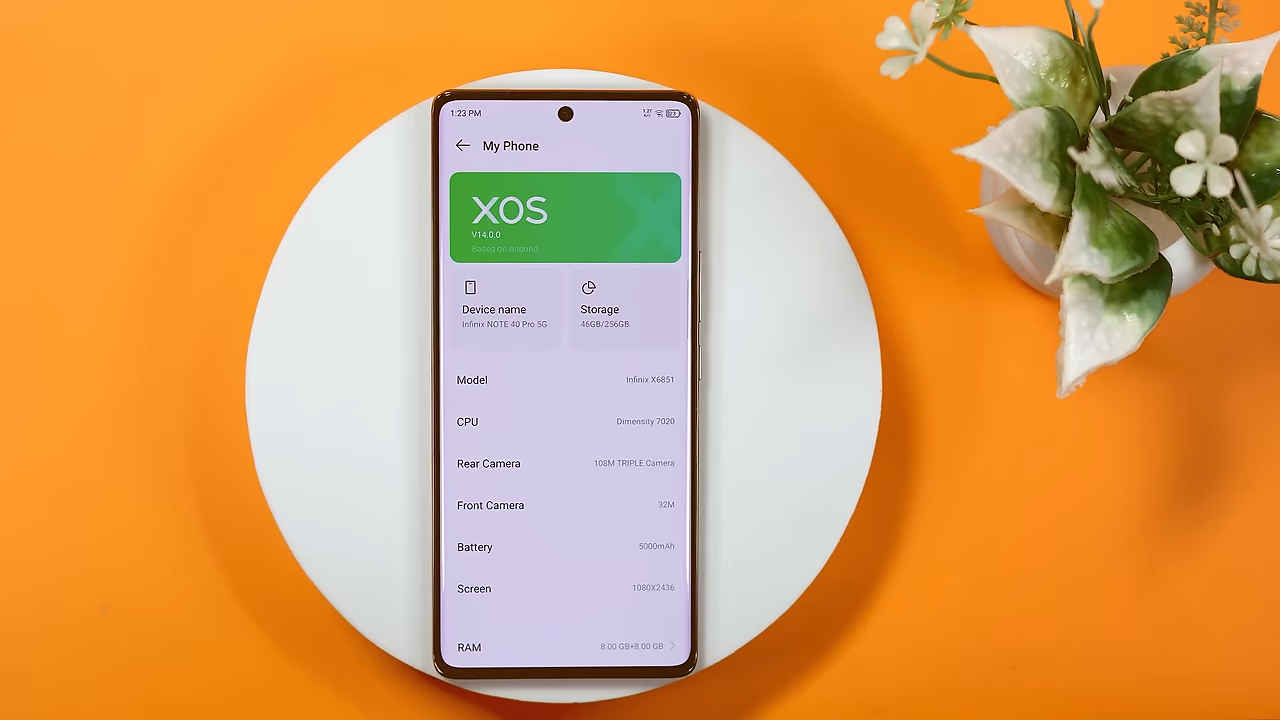 1:23 PM
My Phone
XOS
V14.0.0
Based on Android
Device name
Infinix NOTE 40 Pro 5G
Storage
46GB/256GB
Model
Infinix X6851
CPU
Dimensity 7020
Rear Camera
108M TRIPLE Camera
Front Camera
32M
Battery
5000mAh
Screen
1080X2436
RAM
8.00 GB+8.00 GB